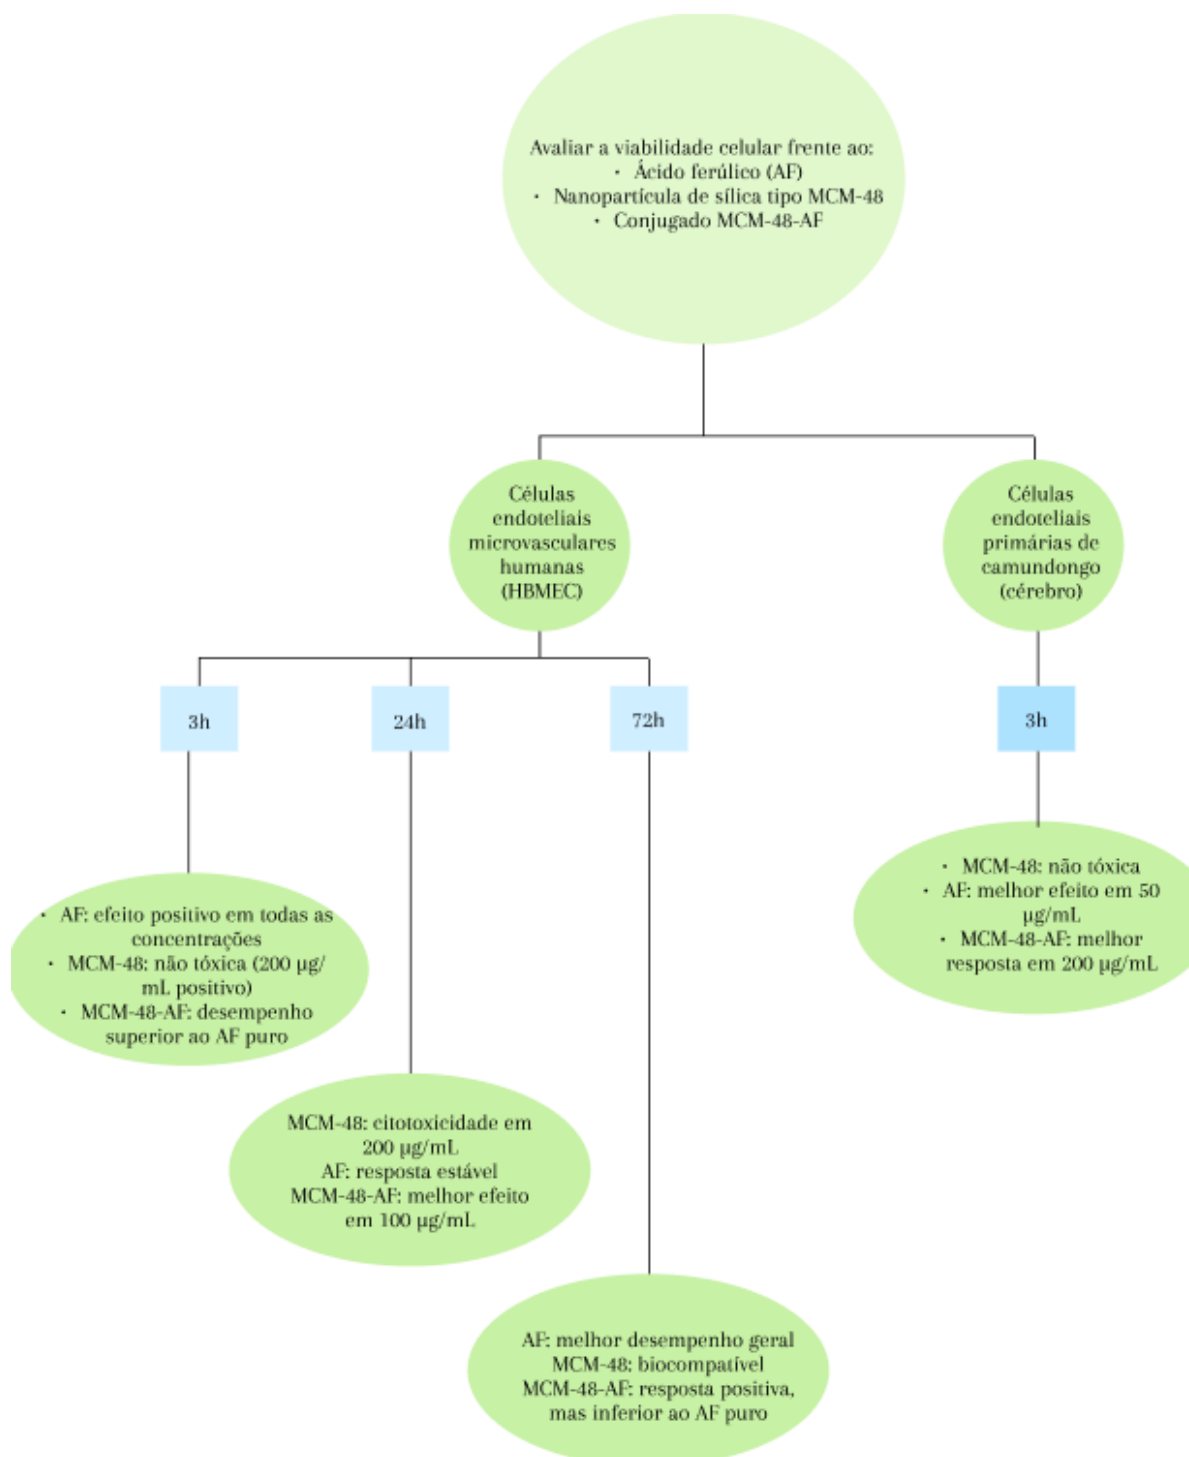 Avaliar a viabilidade celular frente ao:
• Ácido ferúlico (AF)
• Nanopartícula de sílica tipo MCM-48
• Conjugado MCM-48-AF
Células
endoteliais
microvasculares
humanas
(HBMEC)
Células
endoteliais
primárias de
camundongo
(cérebro)
3h
24h
72h
3h
• AF: efeito positivo em todas as
concentrações
• MCM-48: não tóxica (200 µg/
mL positivo)
• MCM-48-AF: desempenho
superior ao AF puro
MCM-48: citotoxicidade em
200 µg/mL
AF: resposta estável
MCM-48-AF: melhor efeito
em 100 µg/mL
AF: melhor desempenho geral
MCM-48: biocompatível
MCM-48-AF: resposta positiva,
mas inferior ao AF puro
• MCM-48: não tóxica
• AF: melhor efeito em 50
µg/mL
• MCM-48-AF: melhor
resposta em 200 µg/mL